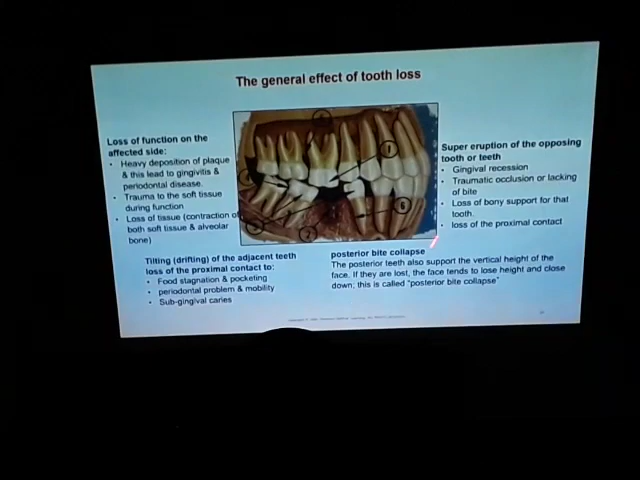 The general effect of tooth loss
Loss of function on the
affected side:
• Heavy deposition of plaque
& this lead to gingivitis &
periodontal disease.
• Trauma to the soft tissue
during function
• Loss of tissue (contraction of
both soft tissue & alveolar
bone)
1
6
2
Super eruption of the opposing
tooth or teeth
• Gingival recession
• Traumatic occlusion or lacking
of bite
• Loss of bony support for that
tooth.
• loss of the proximal contact
Tilting (drifting) of the adjacent teeth
loss of the proximal contact to:
• Food stagnation & pocketing
• periodontal problem & mobility
• Sub-gingival caries
posterior bite collapse
The posterior teeth also support the vertical height of the
face. If they are lost, the face tends to lose height and close
down; this is called "posterior bite collapse"